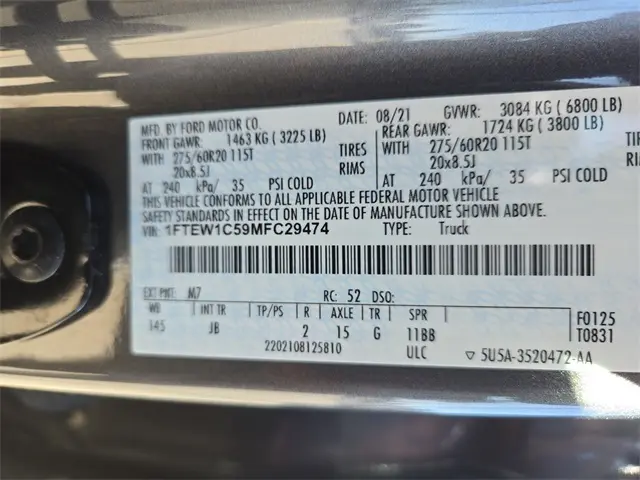 MFD. BY FORD MOTOR CO. DATE: 08/21 GVWR: 3084 KG (6800 LB)
FRONT GAWR: 1463 KG (3225 LB) REAR GAWR: 1724 KG (3800 LB)
WITH 275/60R20 115T TIRES WITH 275/60R20 115T
20x8.5J RIMS 20x8.5J
AT 240 kPa/ 35 PSI COLD AT 240 kPa/ 35 PSI COLD
THIS VEHICLE CONFORMS TO ALL APPLICABLE FEDERAL MOTOR VEHICLE
SAFETY STANDARDS IN EFFECT ON THE DATE OF MANUFACTURE SHOWN ABOVE.
VIN: 1FTEW1C59MFC29474 TYPE: Truck
EXT PNT: M7 RC: 52 DSO:
WB INT TR TP/PS R AXLE TR SPR F0125
145 JB 2 15 G 11BB T0831
2202108125810 ULC ▽ 5U5A-3520472-AA